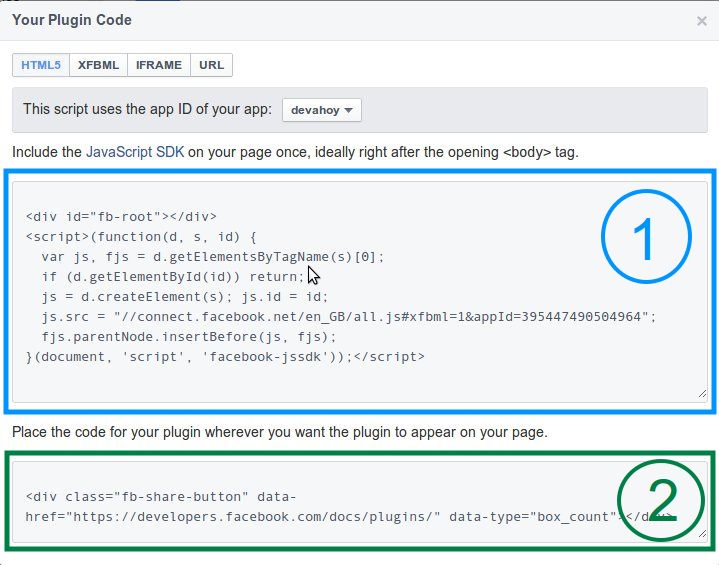 Your Plugin Code ×
HTML5 XFBML IFRAME URL
This script uses the app ID of your app: devahoy
Include the JavaScript SDK on your page once, ideally right after the opening <body> tag.
<div id="fb-root"></div>
<script>(function(d, s, id) {
  var js, fjs = d.getElementsByTagName(s)[0];
  if (d.getElementById(id)) return;
  js = d.createElement(s); js.id = id;
  js.src = "//connect.facebook.net/en_GB/all.js#xfbml=1&appId=395447490504964";
  fjs.parentNode.insertBefore(js, fjs);
}(document, 'script', 'facebook-jssdk'));</script>
1
Place the code for your plugin wherever you want the plugin to appear on your page.
<div class="fb-share-button" data-
href="https://developers.facebook.com/docs/plugins/" data-type="box_count"></div>
2